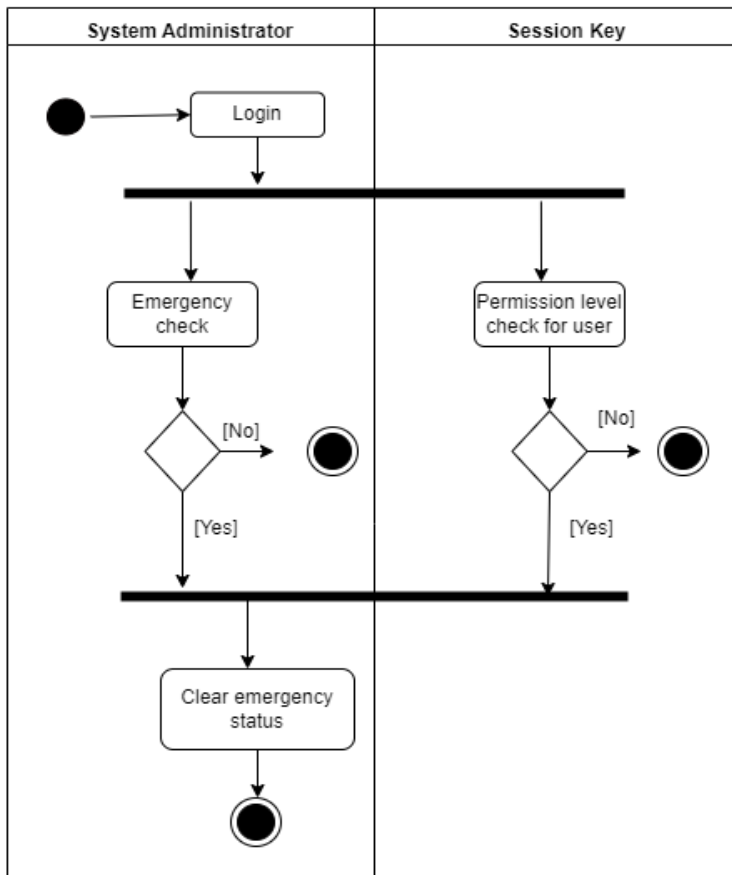 System Administrator
Session Key
Login
Emergency
check
Permission level
check for user
[No]
[No]
[Yes]
[Yes]
Clear emergency
status